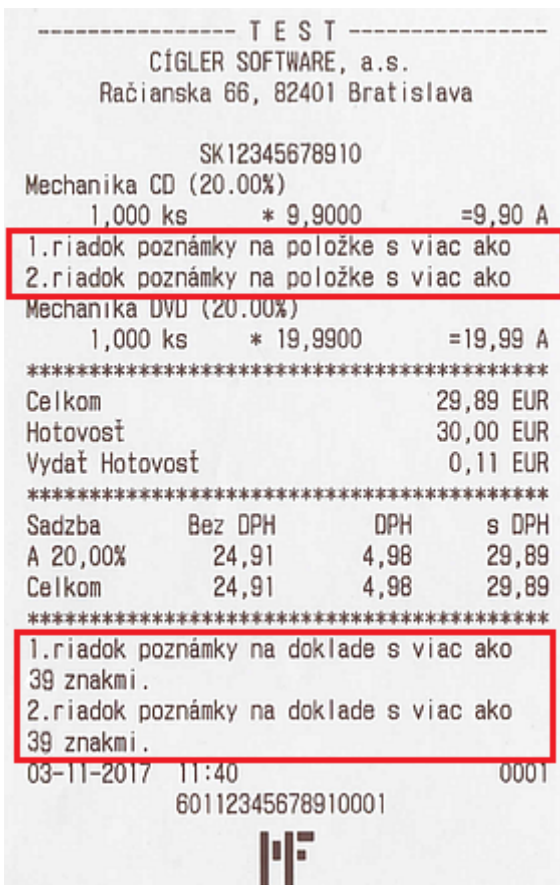 ---------------- T E S T ----------------
CÍGLER SOFTWARE, a.s.
Račianska 66, 82401 Bratislava
SK12345678910
Mechanika CD (20.00%)
1,000 ks * 9,9000 =9,90 A
1.riadok poznámky na položke s viac ako
2.riadok poznámky na položke s viac ako
Mechanika DVD (20.00%)
1,000 ks * 19,9900 =19,99 A
******************************************
Celkom 29,89 EUR
Hotovosť 30,00 EUR
Vydať Hotovosť 0,11 EUR
******************************************
Sadzba Bez DPH DPH s DPH
A 20,00% 24,91 4,98 29,89
Celkom 24,91 4,98 29,89
******************************************
1.riadok poznámky na doklade s viac ako
39 znakmi.
2.riadok poznámky na doklade s viac ako
39 znakmi.
03-11-2017 11:40 0001
60112345678910001
MF